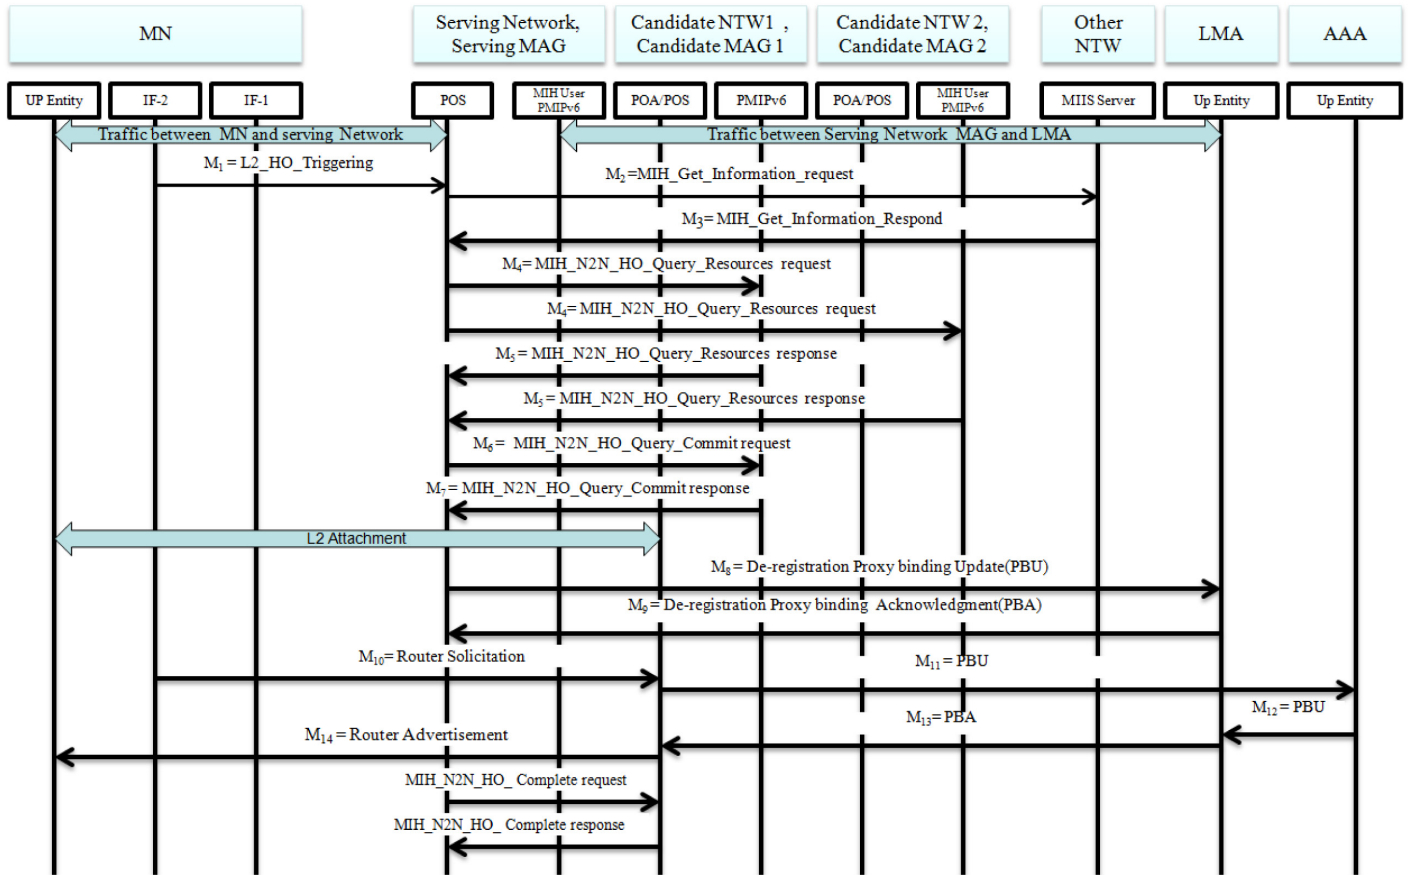 MN
Serving Network,
Serving MAG
Candidate NTW1 ,
Candidate MAG 1
Candidate NTW 2,
Candidate MAG 2
Other
NTW
LMA
AAA
UP Entity
IF-2
IF-1
POS
MIH User
PMIPv6
POA/POS
PMIPv6
POA/POS
MIH User
PMIPv6
MIIS Server
Up Entity
Up Entity
Traffic between MN and serving Network
Traffic between Serving Network MAG and LMA
M1 = L2_HO_Triggering
M2=MIH_Get_Information_request
M3= MIH_Get_Information_Respond
M4= MIH_N2N_HO_Query_Resources request
M4= MIH_N2N_HO_Query_Resources request
M5 = MIH_N2N_HO_Query_Resources response
M5 = MIH_N2N_HO_Query_Resources response
M6 = MIH_N2N_HO_Query_Commit request
M7 = MIH_N2N_HO_Query_Commit response
L2 Attachment
M8 = De-registration Proxy binding Update(PBU)
M9 = De-registration Proxy binding Acknowledgment(PBA)
M10= Router Solicitation
M11 = PBU
M12 = PBU
M13= PBA
M14 = Router Advertisement
MIH_N2N_HO_ Complete request
MIH_N2N_HO_ Complete response